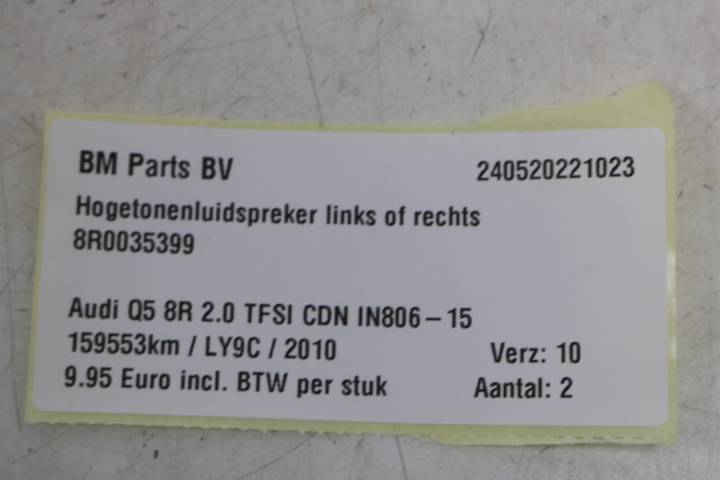 BM Parts BV 240520221023
Hogetonenluidspreker links of rechts
8R0035399
Audi Q5 8R 2.0 TFSI CDN IN806-15
159553km / LY9C / 2010 Verz: 10
9.95 Euro incl. BTW per stuk Aantal: 2